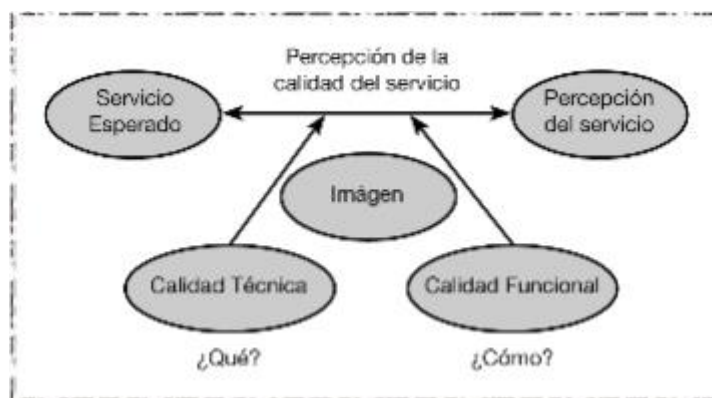 Percepción de la
calidad del servicio
Servicio
Esperado
Percepción
del servicio
Imágen
Calidad Técnica
Calidad Funcional
¿Qué?
¿Cómo?